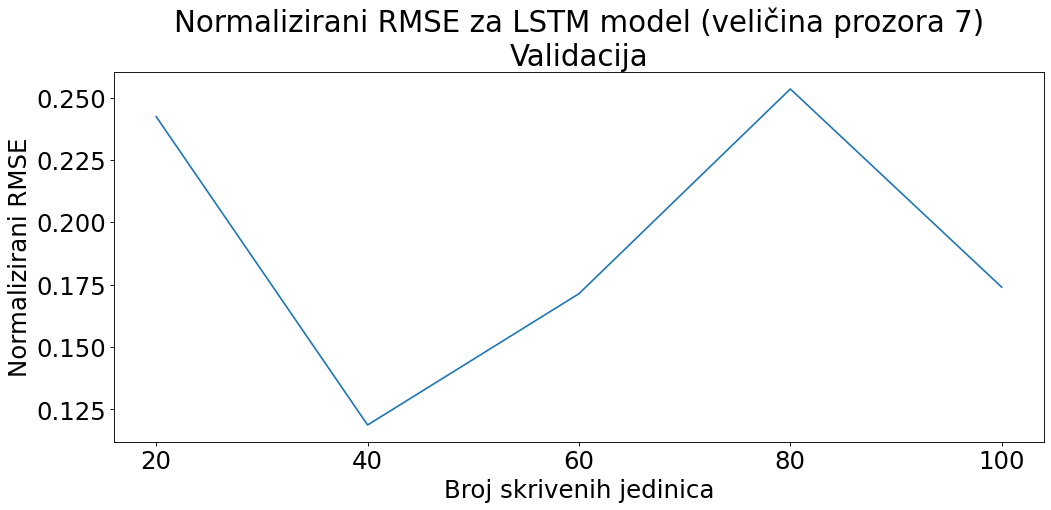 Normalizirani RMSE za LSTM model (veličina prozora 7)
Validacija
Normalizirani RMSE
0.250
0.225
0.200
0.175
0.150
0.125
20 40 60 80 100
Broj skrivenih jedinica